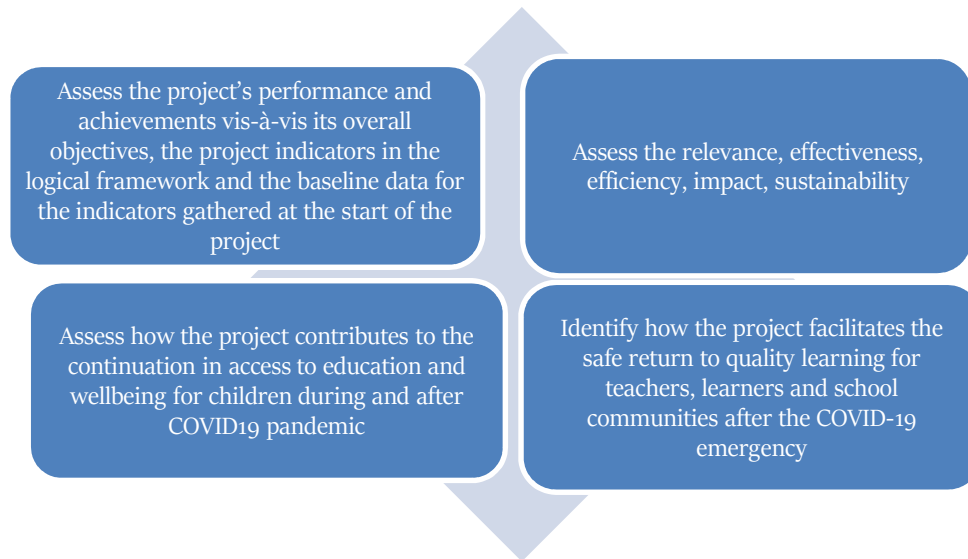 Assess the project's performance and
achievements vis-à-vis its overall
objectives, the project indicators in the
logical framework and the baseline data for
the indicators gathered at the start of the
project
Assess the relevance, effectiveness,
efficiency, impact, sustainability
Assess how the project contributes to the
continuation in access to education and
wellbeing for children during and after
COVID19 pandemic
Identify how the project facilitates the
safe return to quality learning for
teachers, learners and school
communities after the COVID-19
emergency